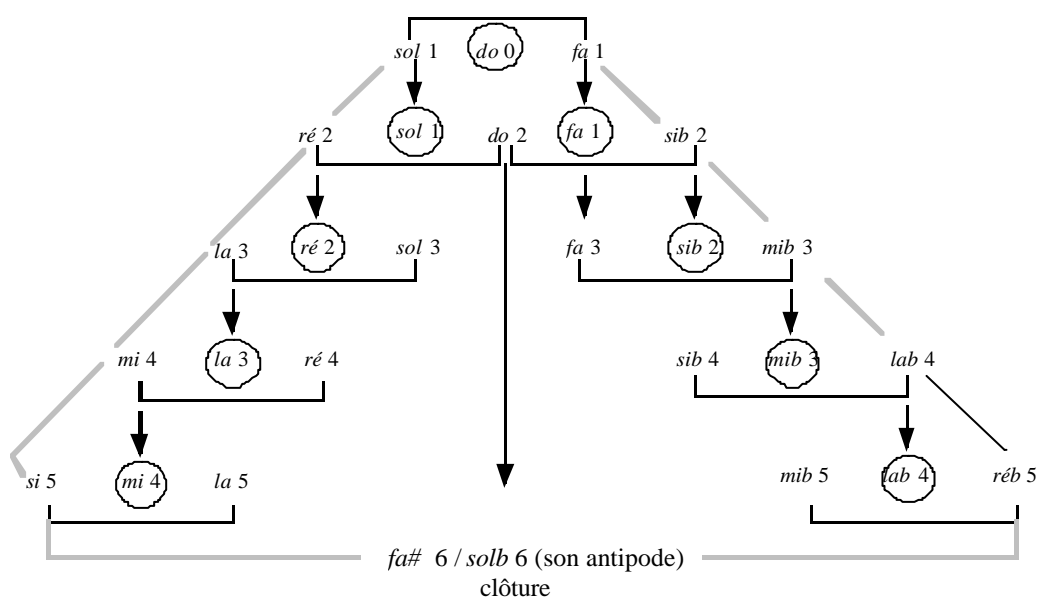 sol 1 do 0 fa 1
ré 2 sol 1 do 2 fa 1 sib 2
la 3 ré 2 sol 3 fa 3 sib 2 mib 3
mi 4 la 3 ré 4 sib 4 mib 3 lab 4
si 5 mi 4 la 5 mib 5 lab 4 réb 5
fa# 6 / solb 6 (son antipode)
clôture